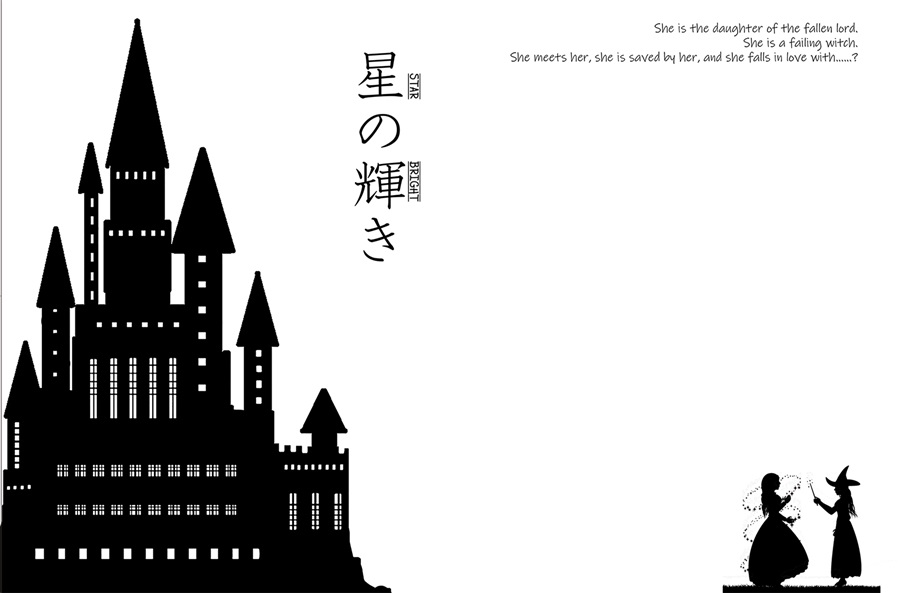 星の輝き
STAR
BRIGHT
She is the daughter of the fallen lord.
She is a failing witch.
She meets her, she is saved by her, and she falls in love with......?